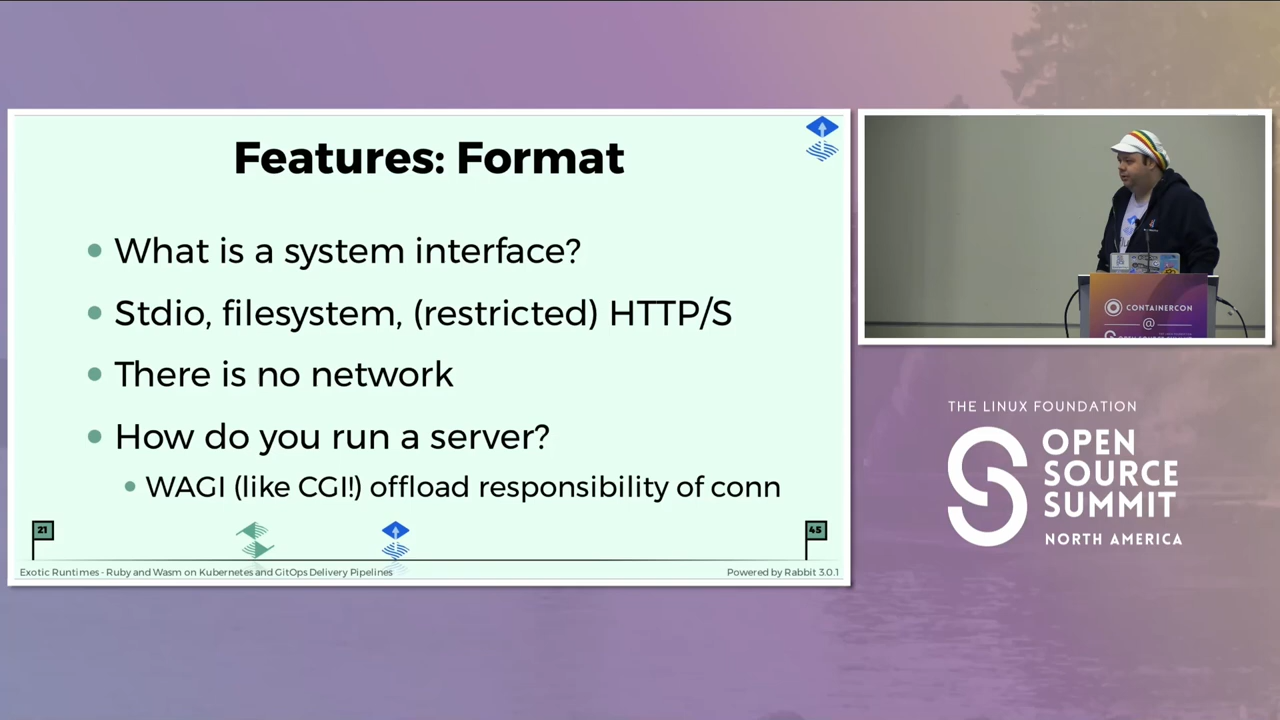 Features: Format
What is a system interface?
Stdio, filesystem, (restricted) HTTP/S
There is no network
How do you run a server?
WAGI (like CGI!) offload responsibility of conn
21
45
Exotic Runtimes - Ruby and Wasm on Kubernetes and GitOps Delivery Pipelines
Powered by Rabbit 3.0.1
CONTAINERCON
@
THE LINUX FOUNDATION
OPEN
SOURCE
SUMMIT
NORTH AMERICA